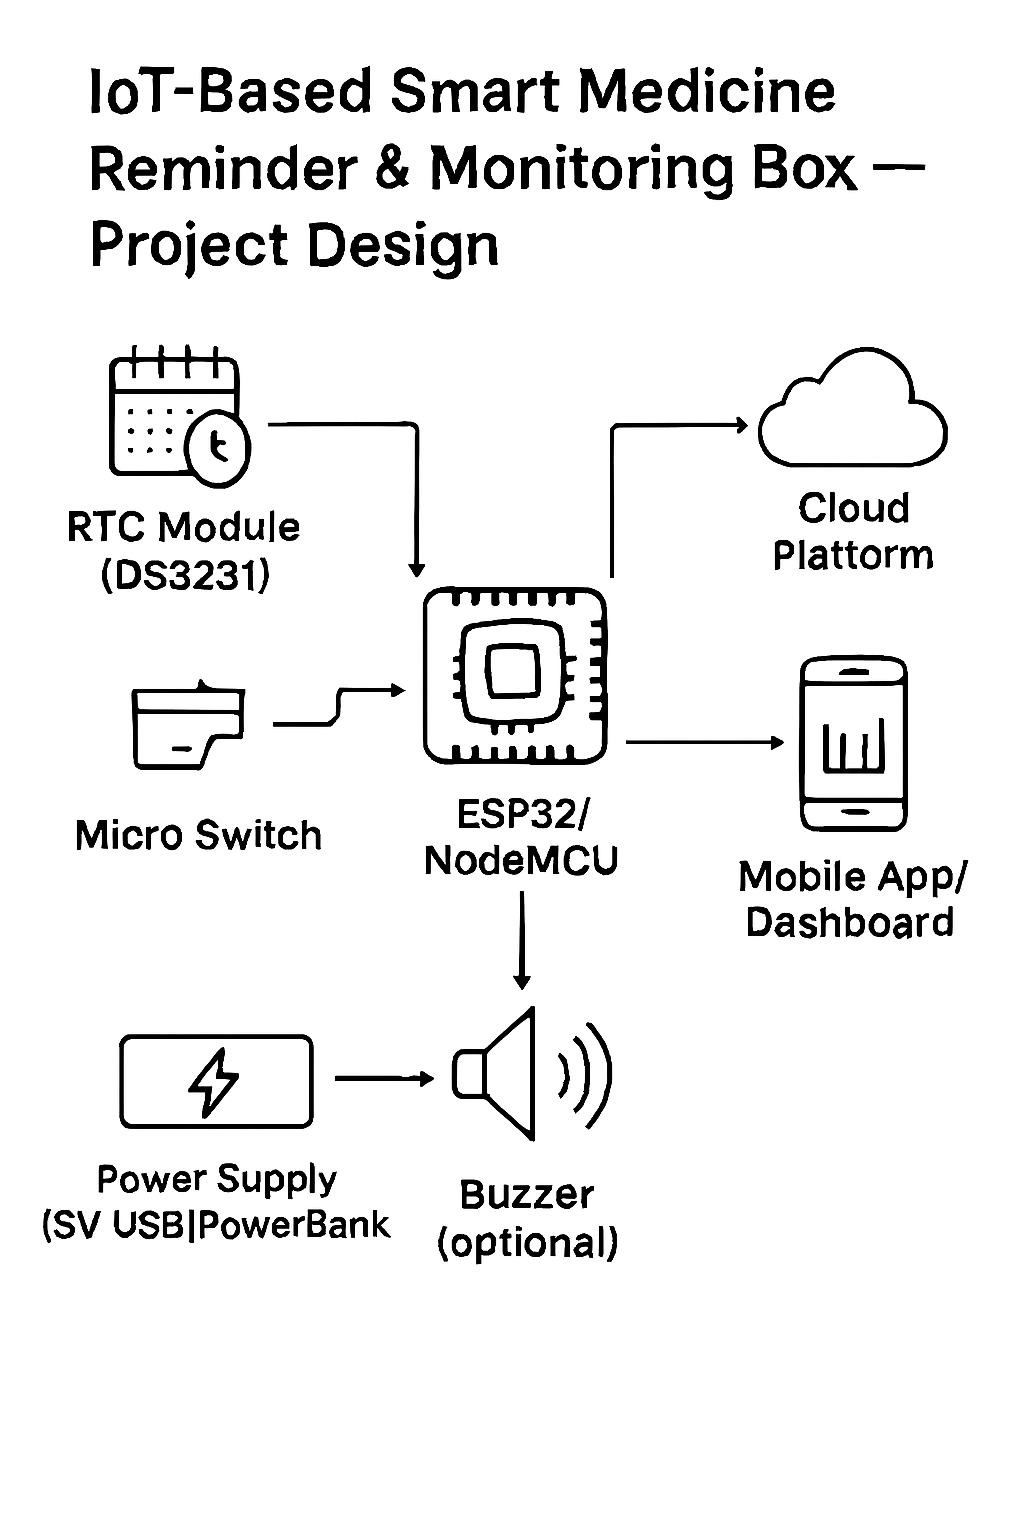 IoT-Based Smart Medicine
Reminder & Monitoring Box —
Project Design
RTC Module
(DS3231)
Cloud
Plattorm
Micro Switch
ESP32/
NodeMCU
Mobile App/
Dashboard
Power Supply
(SV USB|PowerBank
Buzzer
(optional)